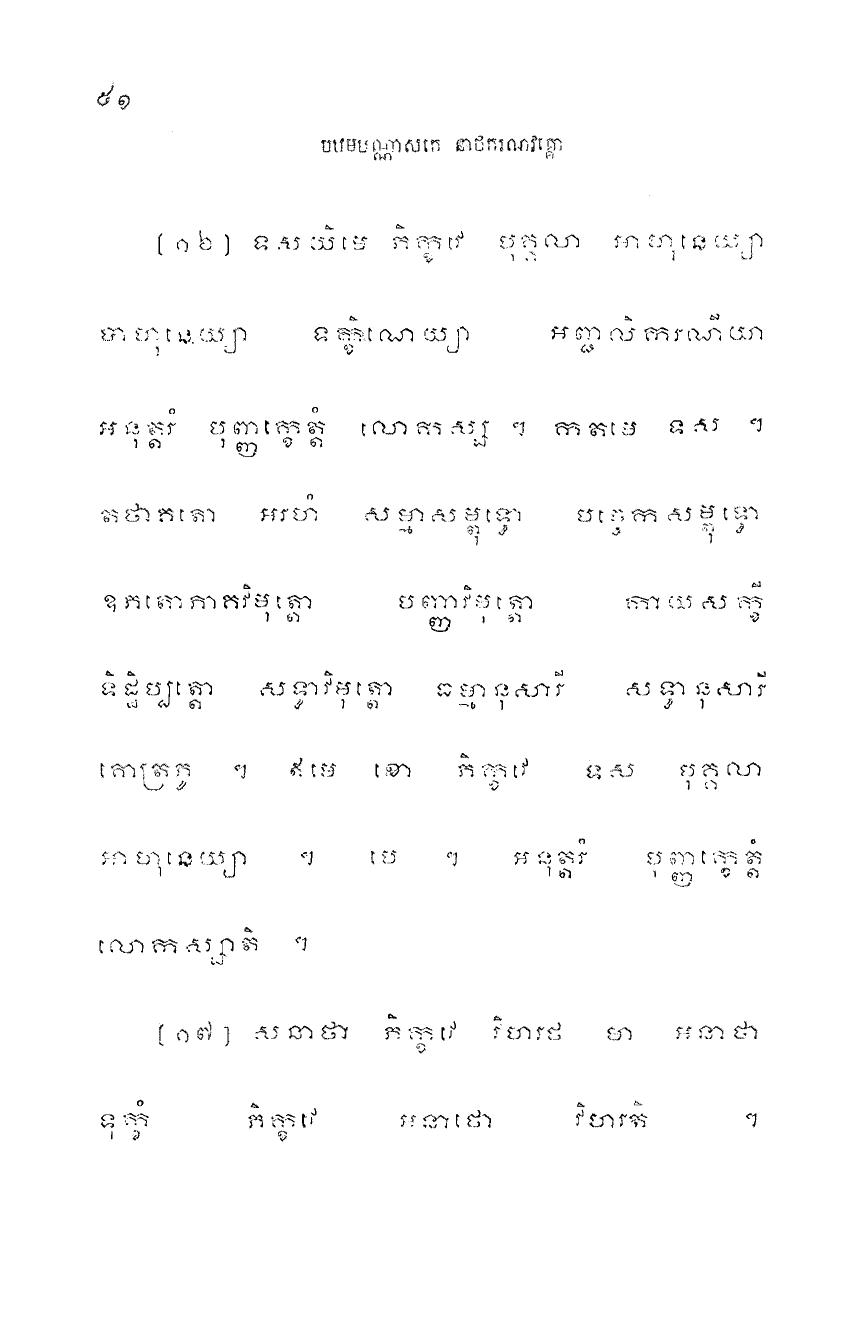 ៥១
បឋមបណ្ណាសកេ នាថករណវគ្គោ
[១៦] ទសយិមេ ភិក្ខវេ បុគ្គលា អាហុនេយ្យា
បាហុនេយ្យា ទក្ខិណេយ្យា អញ្ជលិករណីយា
អនុត្តរំ បុញ្ញក្ខេត្តំ លោកស្ស ។ កតមេ ទស ។
តថាគតោ អរហំ សម្មាសម្ពុទ្ធោ បច្ចេកសម្ពុទ្ធោ
ឧភតោភាគវិមុត្តោ បញ្ញាវិមុត្តោ កាយសក្ខី
ទិដ្ឋិប្បត្តោ សទ្ធាវិមុត្តោ ធម្មានុសារី សទ្ធានុសារី
គោត្រភូ ។ ឥមេ ខោ ភិក្ខវេ ទស បុគ្គលា
អាហុនេយ្យា ។ បេ ។ អនុត្តរំ បុញ្ញក្ខេត្តំ
លោកស្សាតិ ។
[១៧] សនាថា ភិក្ខវេ វិហរថ មា អនាថា
ទុក្ខំ ភិក្ខវេ អនាថោ វិហរតិ ។